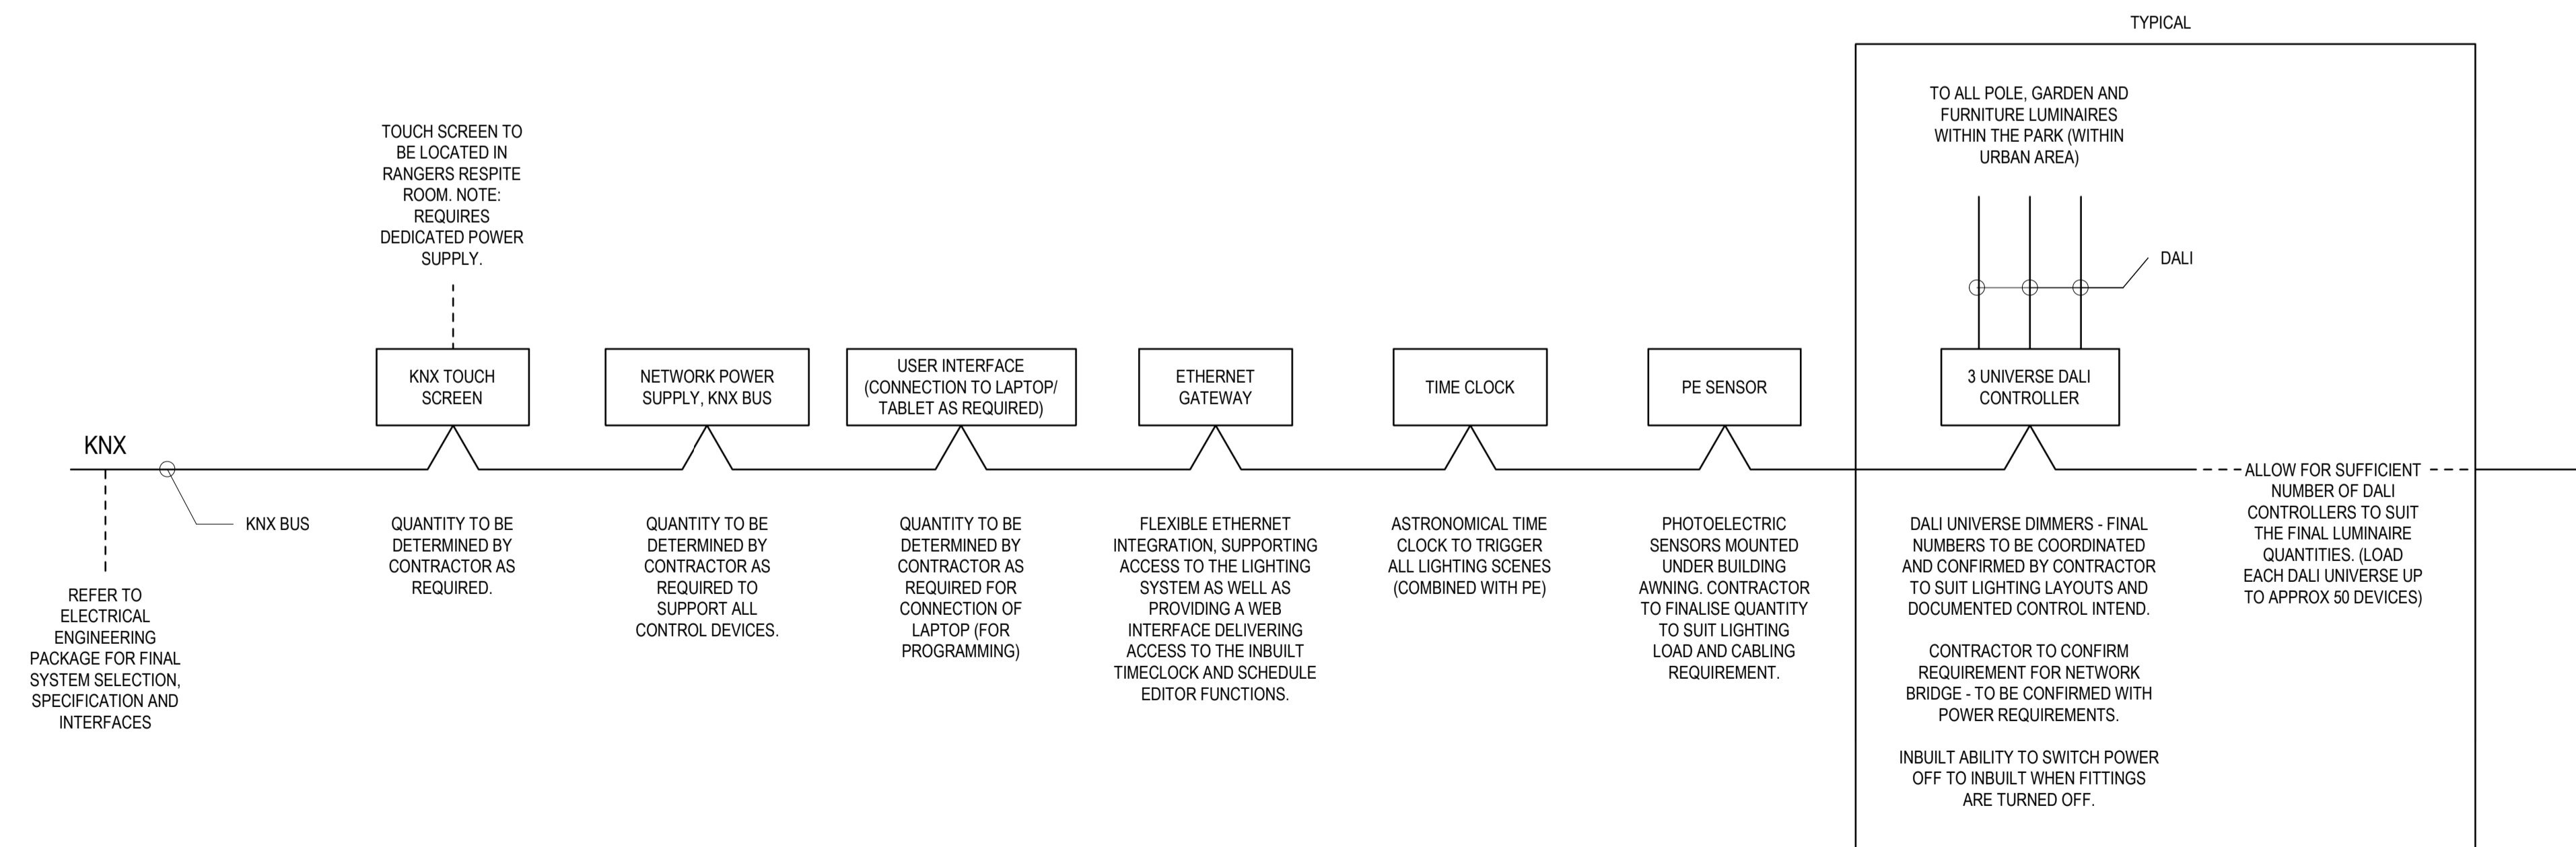 TYPICAL
TO ALL POLE, GARDEN AND
FURNITURE LUMINAIRES
WITHIN THE PARK (WITHIN
URBAN AREA)
TOUCH SCREEN TO
BE LOCATED IN
RANGERS RESPITE
ROOM. NOTE:
REQUIRES
DEDICATED POWER
SUPPLY.
DALI
KNX TOUCH
SCREEN
NETWORK POWER
SUPPLY, KNX BUS
USER INTERFACE
(CONNECTION TO LAPTOP/
TABLET AS REQUIRED)
ETHERNET
GATEWAY
TIME CLOCK
PE SENSOR
3 UNIVERSE DALI
CONTROLLER
KNX
KNX BUS
REFER TO
ELECTRICAL
ENGINEERING
PACKAGE FOR FINAL
SYSTEM SELECTION,
SPECIFICATION AND
INTERFACES
QUANTITY TO BE
DETERMINED BY
CONTRACTOR AS
REQUIRED.
QUANTITY TO BE
DETERMINED BY
CONTRACTOR AS
REQUIRED TO
SUPPORT ALL
CONTROL DEVICES.
QUANTITY TO BE
DETERMINED BY
CONTRACTOR AS
REQUIRED FOR
CONNECTION OF
LAPTOP (FOR
PROGRAMMING)
FLEXIBLE ETHERNET
INTEGRATION, SUPPORTING
ACCESS TO THE LIGHTING
SYSTEM AS WELL AS
PROVIDING A WEB
INTERFACE DELIVERING
ACCESS TO THE INBUILT
TIMECLOCK AND SCHEDULE
EDITOR FUNCTIONS.
ASTRONOMICAL TIME
CLOCK TO TRIGGER
ALL LIGHTING SCENES
(COMBINED WITH PE)
PHOTOELECTRIC
SENSORS MOUNTED
UNDER BUILDING
AWNING. CONTRACTOR
TO FINALISE QUANTITY
TO SUIT LIGHTING
LOAD AND CABLING
REQUIREMENT.
DALI UNIVERSE DIMMERS - FINAL
NUMBERS TO BE COORDINATED
AND CONFIRMED BY CONTRACTOR
TO SUIT LIGHTING LAYOUTS AND
DOCUMENTED CONTROL INTEND.
CONTRACTOR TO CONFIRM
REQUIREMENT FOR NETWORK
BRIDGE - TO BE CONFIRMED WITH
POWER REQUIREMENTS.
INBUILT ABILITY TO SWITCH POWER
OFF TO INBUILT WHEN FITTINGS
ARE TURNED OFF.
ALLOW FOR SUFFICIENT
NUMBER OF DALI
CONTROLLERS TO SUIT
THE FINAL LUMINAIRE
QUANTITIES. (LOAD
EACH DALI UNIVERSE UP
TO APPROX 50 DEVICES)